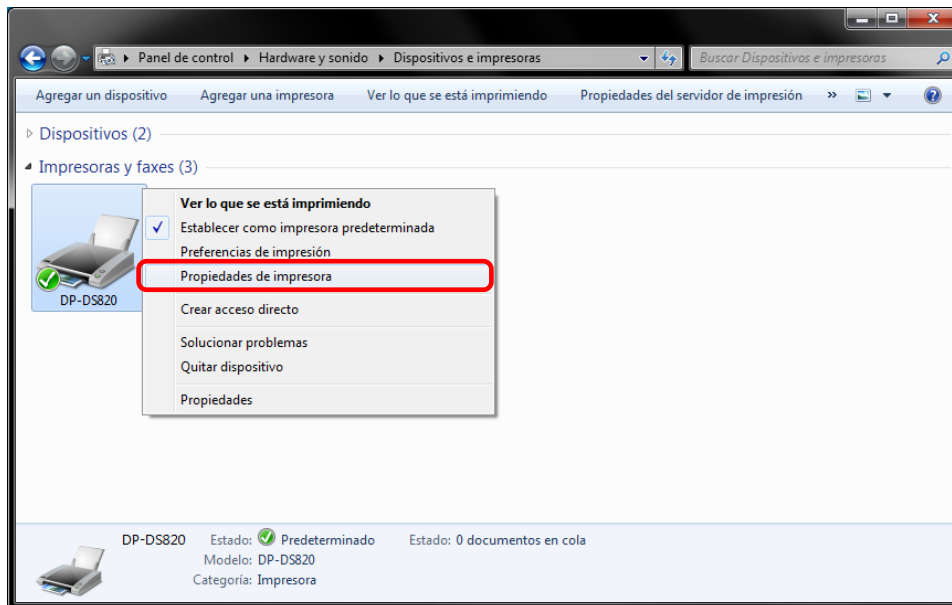 Panel de control Hardware y sonido Dispositivos e impresoras
Buscar Dispositivos e impresoras
Agregar un dispositivo Agregar una impresora Ver lo que se está imprimiendo Propiedades del servidor de impresión »
Dispositivos (2)
Impresoras y faxes (3)
DP-DS820
Ver lo que se está imprimiendo
Establecer como impresora predeterminada
Preferencias de impresión
Propiedades de impresora
Crear acceso directo
Solucionar problemas
Quitar dispositivo
Propiedades
DP-DS820 Estado: Predeterminado Estado: 0 documentos en cola
Modelo: DP-DS820
Categoría: Impresora